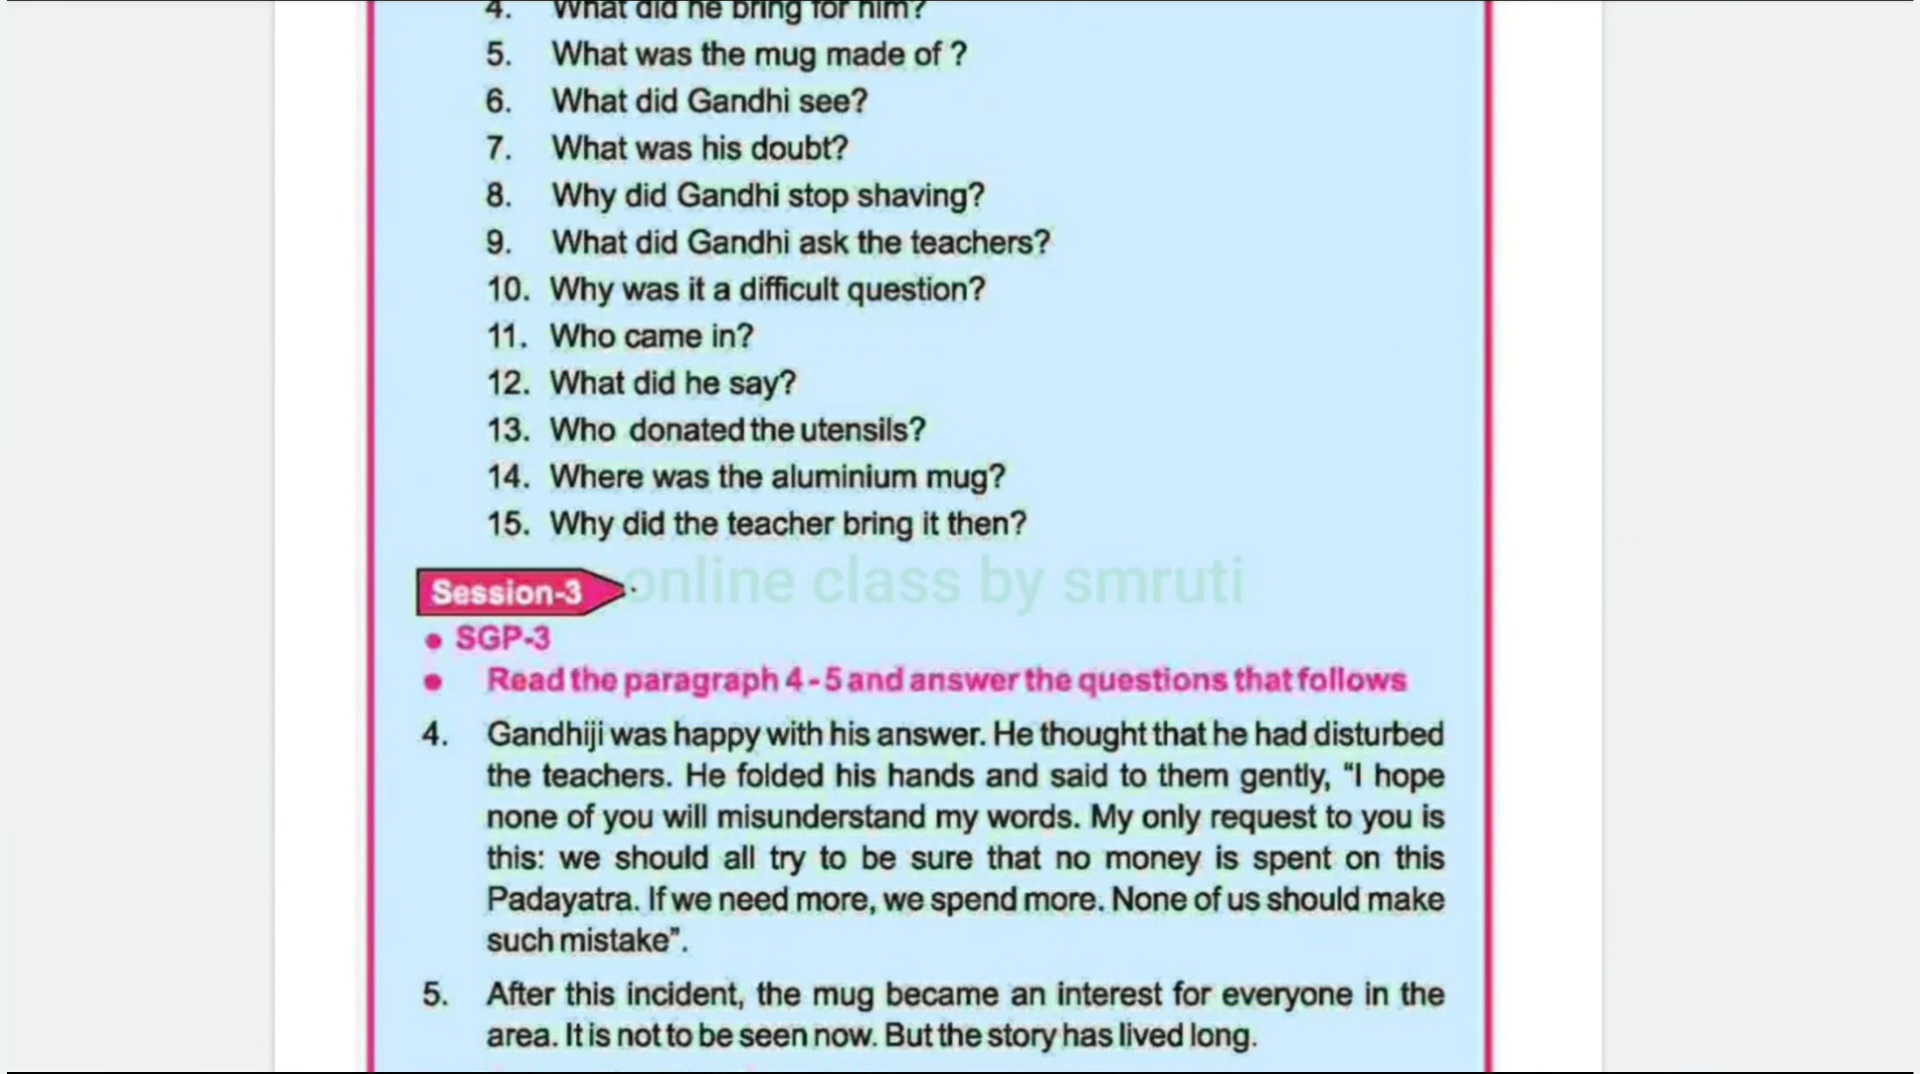 4. What did he bring for him?
5. What was the mug made of ?
6. What did Gandhi see?
7. What was his doubt?
8. Why did Gandhi stop shaving?
9. What did Gandhi ask the teachers?
10. Why was it a difficult question?
11. Who came in?
12. What did he say?
13. Who donated the utensils?
14. Where was the aluminium mug?
15. Why did the teacher bring it then?
online class by smruti
Session-3
• SGP-3
• Read the paragraph 4 - 5 and answer the questions that follows
4. Gandhiji was happy with his answer. He thought that he had disturbed
the teachers. He folded his hands and said to them gently, “I hope
none of you will misunderstand my words. My only request to you is
this: we should all try to be sure that no money is spent on this
Padayatra. If we need more, we spend more. None of us should make
such mistake”.
5. After this incident, the mug became an interest for everyone in the
area. It is not to be seen now. But the story has lived long.